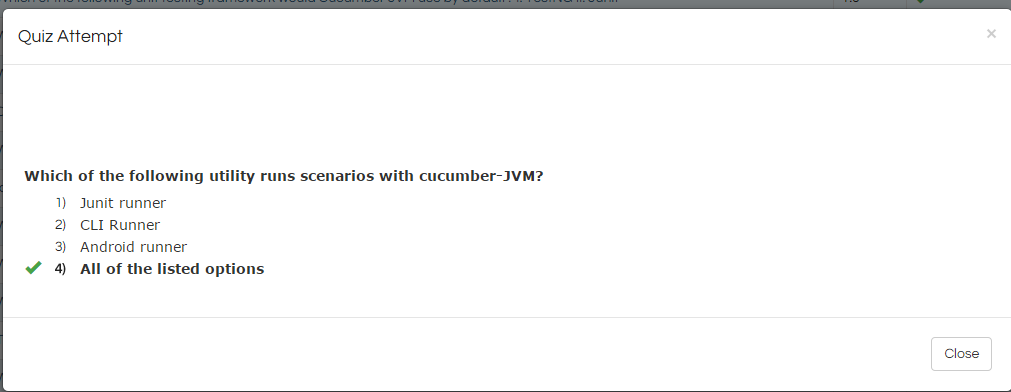 Quiz Attempt
×
Which of the following utility runs scenarios with cucumber-JVM?
1) Junit runner
2) CLI Runner
3) Android runner
4) All of the listed options
Close